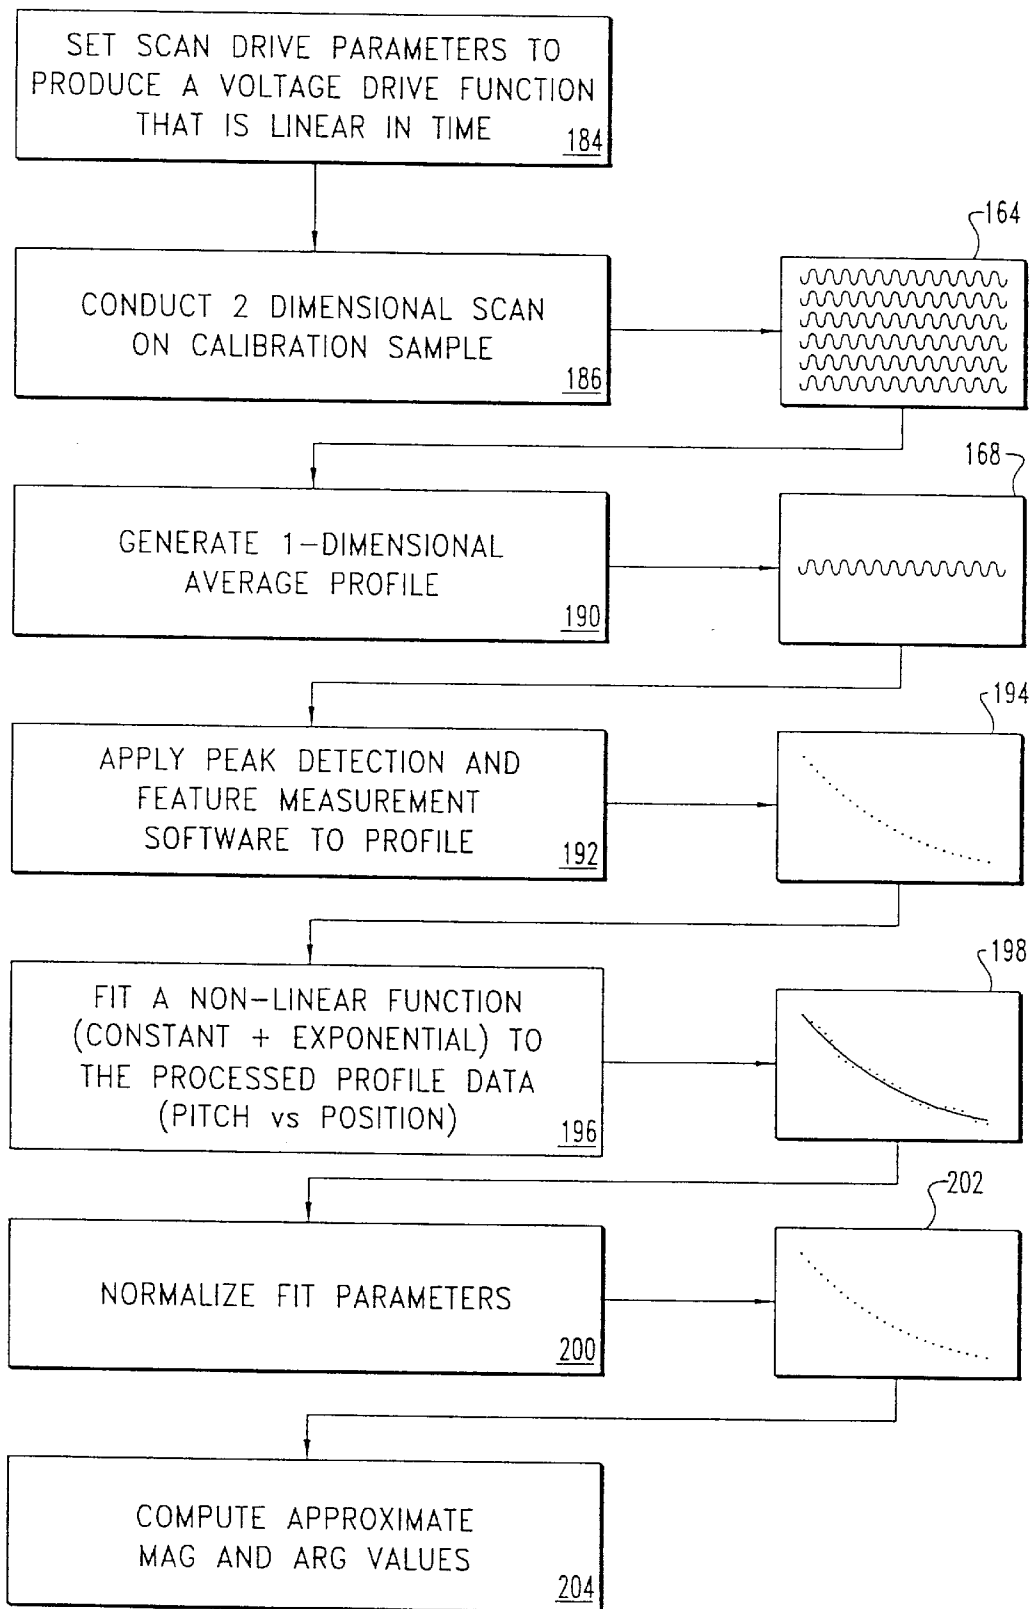 SET SCAN DRIVE PARAMETERS TO
PRODUCE A VOLTAGE DRIVE FUNCTION
THAT IS LINEAR IN TIME
184
164
CONDUCT 2 DIMENSIONAL SCAN
ON CALIBRATION SAMPLE
186
168
GENERATE 1-DIMENSIONAL
AVERAGE PROFILE
190
194
APPLY PEAK DETECTION AND
FEATURE MEASUREMENT
SOFTWARE TO PROFILE
192
198
FIT A NON-LINEAR FUNCTION
(CONSTANT + EXPONENTIAL) TO
THE PROCESSED PROFILE DATA
(PITCH vs POSITION)
196
202
NORMALIZE FIT PARAMETERS
200
COMPUTE APPROXIMATE
MAG AND ARG VALUES
204